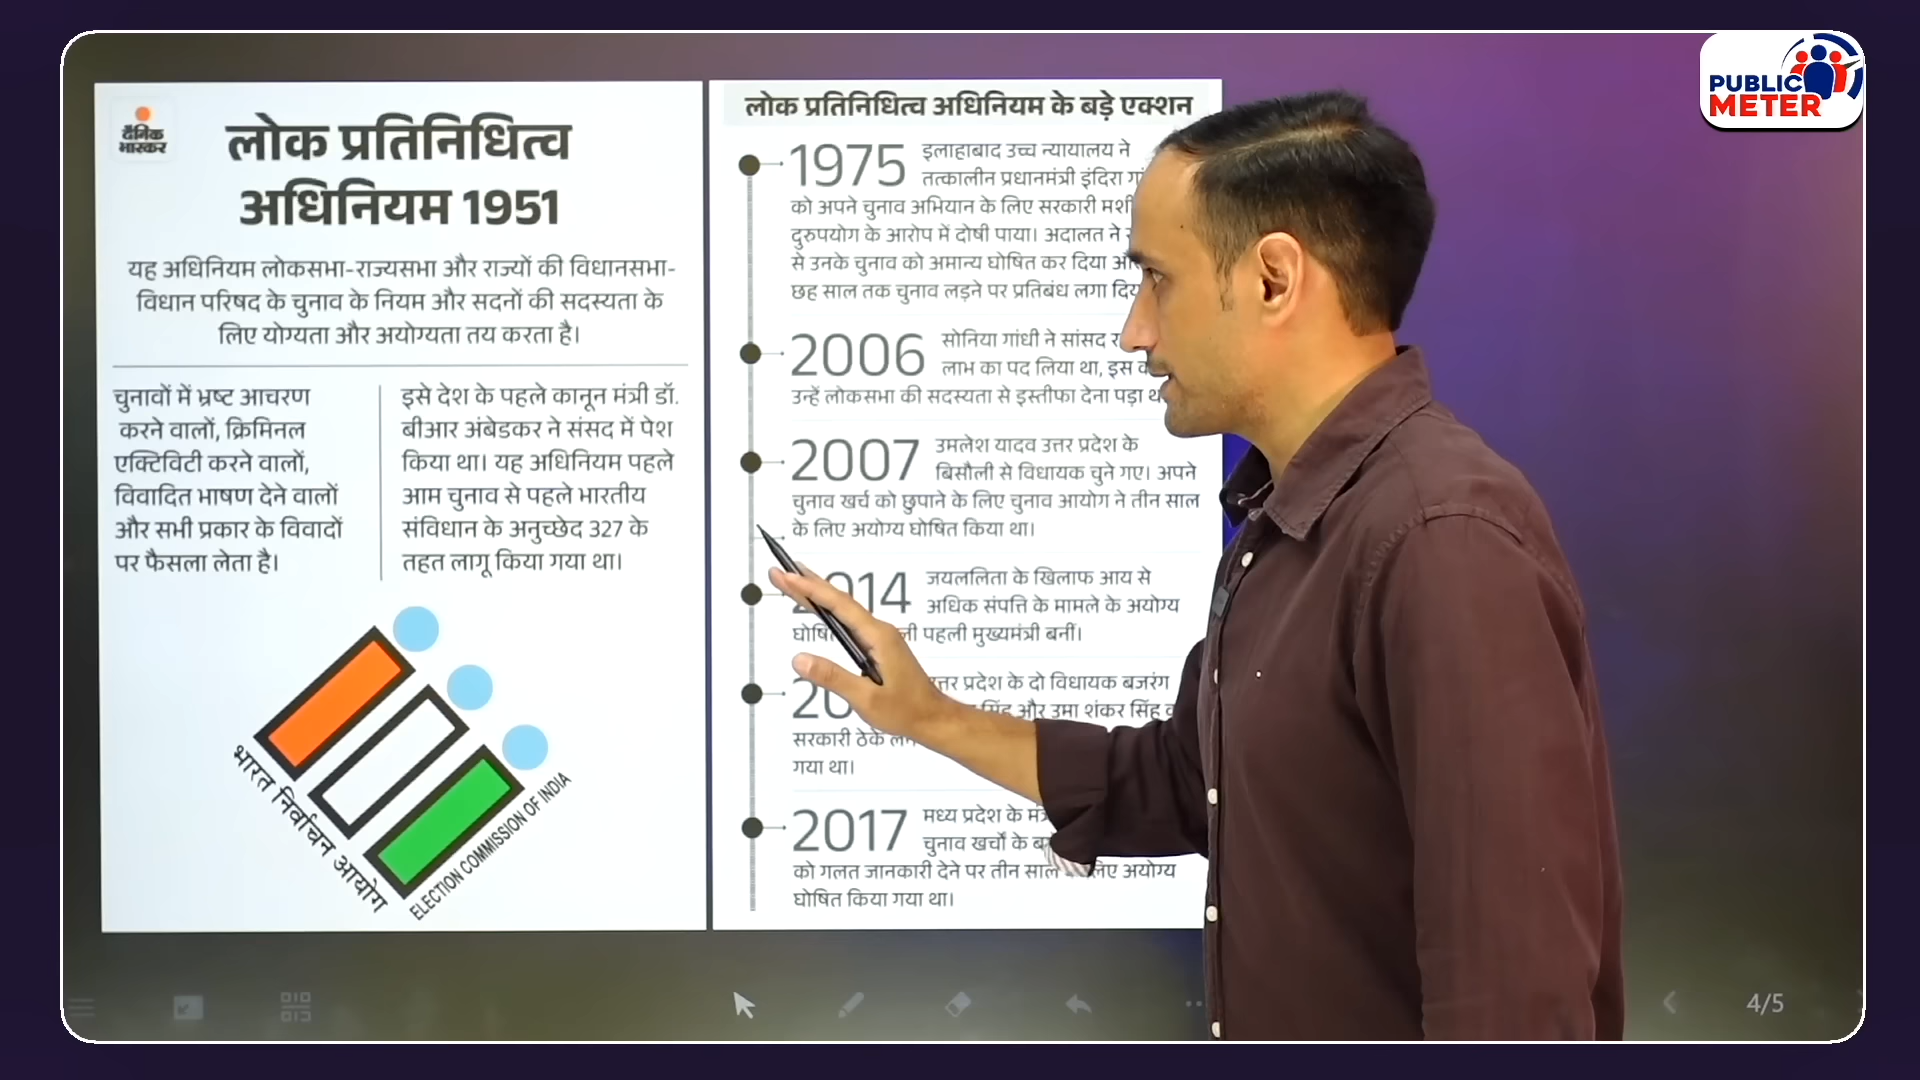 PUBLIC
METER
दैनिक
भास्कर
लोक प्रतिनिधित्व
अधिनियम 1951
यह अधिनियम लोकसभा-राज्यसभा और राज्यों की विधानसभा-
विधान परिषद के चुनाव के नियम और सदनों की सदस्यता के
लिए योग्यता और अयोग्यता तय करता है।
चुनावों में भ्रष्ट आचरण
करने वालों, क्रिमिनल
एक्टिविटी करने वालों,
विवादित भाषण देने वालों
और सभी प्रकार के विवादों
पर फैसला लेता है।
इसे देश के पहले कानून मंत्री डॉ.
बीआर अंबेडकर ने संसद में पेश
किया था। यह अधिनियम पहले
आम चुनाव से पहले भारतीय
संविधान के अनुच्छेद 327 के
तहत लागू किया गया था।
भारत निर्वाचन आयोग
ELECTION COMMISSION OF INDIA
लोक प्रतिनिधित्व अधिनियम के बड़े एक्शन
1975 इलाहाबाद उच्च न्यायालय ने
तत्कालीन प्रधानमंत्री इंदिरा
को अपने चुनाव अभियान के लिए सरकारी
दुरुपयोग के आरोप में दोषी पाया। अदालत ने
से उनके चुनाव को अमान्य घोषित कर दिया
छह साल तक चुनाव लड़ने पर प्रतिबंध लगा
2006 सोनिया गांधी ने सांसद
लाभ का पद लिया था, इस
उन्हें लोकसभा की सदस्यता से इस्तीफा देना पड़ा
2007 उमलेश यादव उत्तर प्रदेश के
बिसौली से विधायक चुने गए। अपने
चुनाव खर्च को छुपाने के लिए चुनाव आयोग ने तीन साल
के लिए अयोग्य घोषित किया था।
जयललिता के खिलाफ आय से
अधिक संपत्ति के मामले के अयोग्य
पहली मुख्यमंत्री बनीं।
प्रदेश के दो विधायक बजरंग
सिंह और उमा शंकर सिंह
सरकारी ठेके
गया था।
2017 मध्य प्रदेश के
चुनाव खर्चों के
को गलत जानकारी देने पर तीन साल लिए अयोग्य
घोषित किया गया था।
4/5